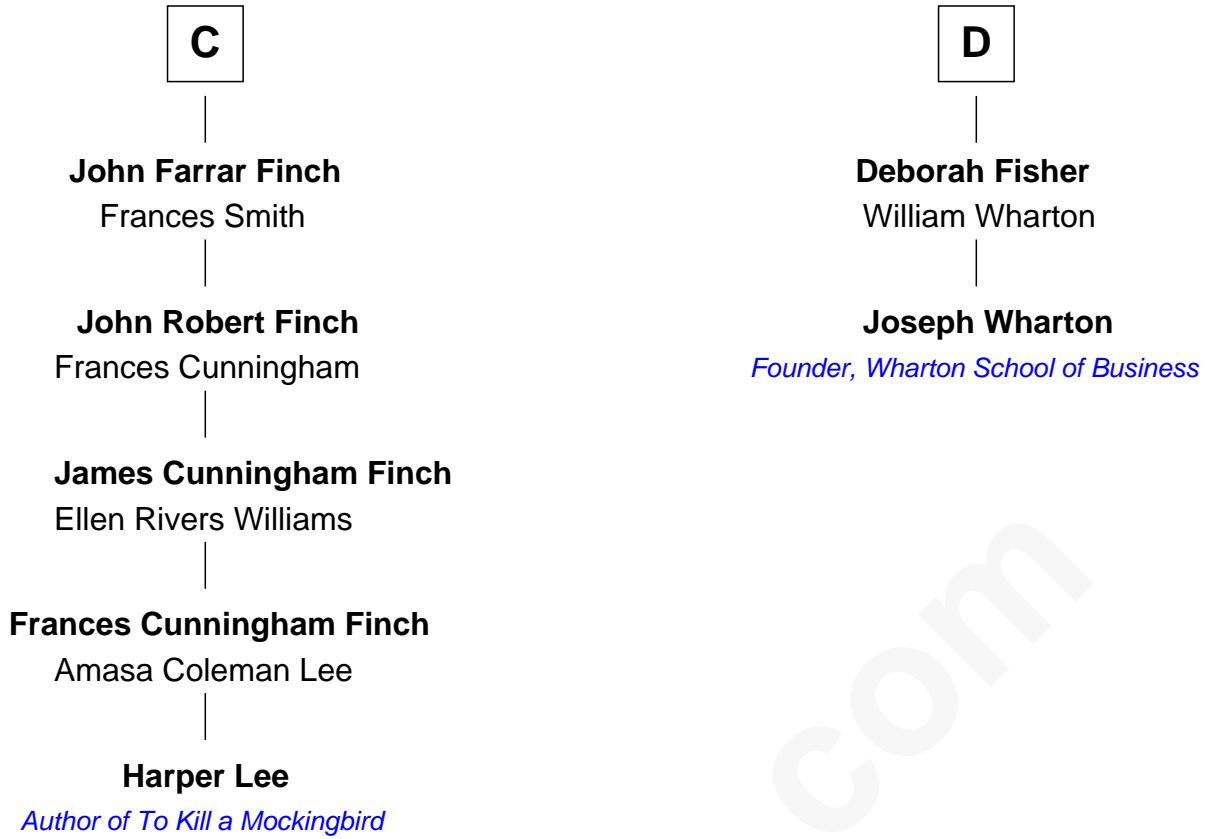 C
John Farrar Finch
Frances Smith
John Robert Finch
Frances Cunningham
James Cunningham Finch
Ellen Rivers Williams
Frances Cunningham Finch
Amasa Coleman Lee
Harper Lee
Author of To Kill a Mockingbird
D
Deborah Fisher
William Wharton
Joseph Wharton
Founder, Wharton School of Business
com